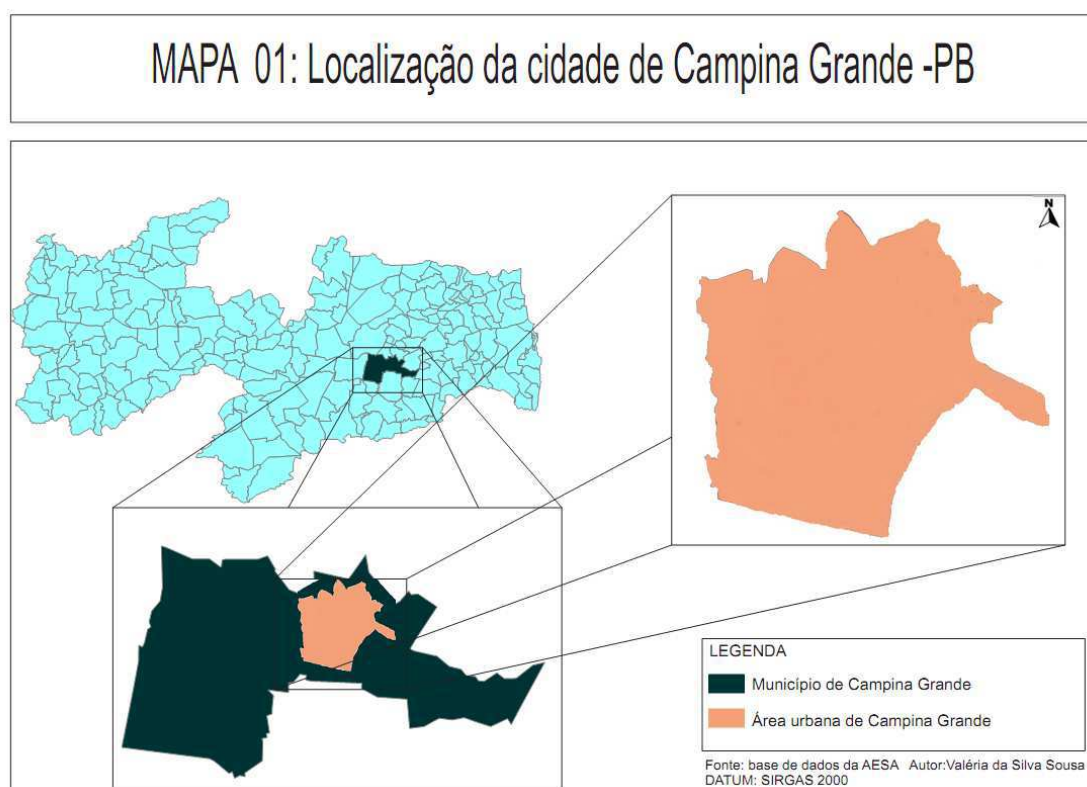 MAPA 01: Localização da cidade de Campina Grande -PB
N
LEGENDA
Município de Campina Grande
Área urbana de Campina Grande
Fonte: base de dados da AESA Autor:Valéria da Silva Sousa
DATUM: SIRGAS 2000